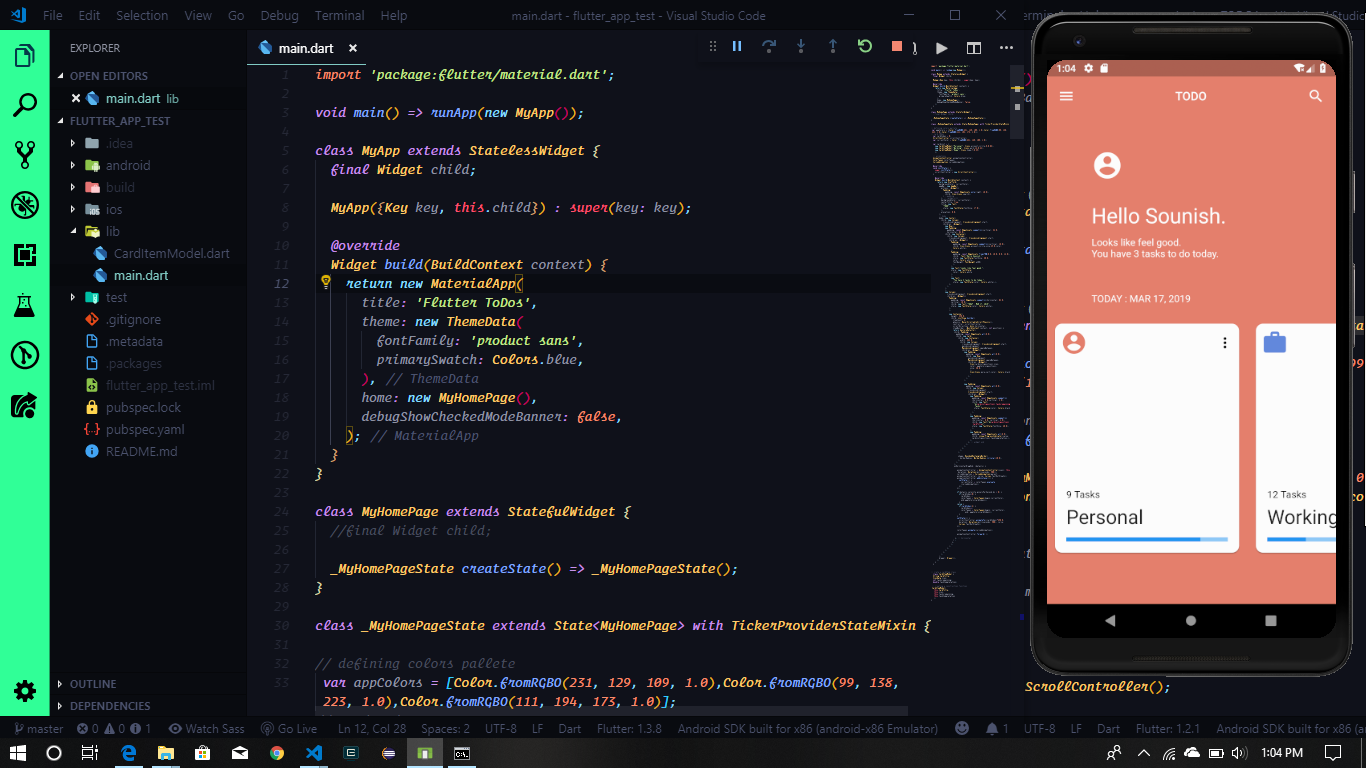 File Edit Selection View Go Debug Terminal Help
main.dart - flutter_app_test - Visual Studio Code
EXPLORER
OPEN EDITORS
main.dart lib
FLUTTER_APP_TEST
.idea
android
build
ios
lib
CardItemModel.dart
main.dart
test
.gitignore
.metadata
.packages
flutter_app_test.iml
pubspec.lock
pubspec.yaml
README.md
OUTLINE
DEPENDENCIES
main.dart
1 import 'package:flutter/material.dart';
2
3 void main() => runApp(new MyApp());
4
5 class MyApp extends StatelessWidget {
6 final Widget child;
7
8 MyApp({Key key, this.child}) : super(key: key);
9
10 @override
11 Widget build(BuildContext context) {
12 return new MaterialApp(
13 title: 'Flutter ToDos',
14 theme: new ThemeData(
15 fontFamily: 'product sans',
16 primarySwatch: Colors.blue,
17 ), // ThemeData
18 home: new MyHomePage(),
19 debugShowCheckedModeBanner: false,
20 ); // MaterialApp
21 }
22 }
23
24 class MyHomePage extends StatefulWidget {
25 //final Widget child;
26
27 _MyHomePageState createState() => _MyHomePageState();
28 }
29
30 class _MyHomePageState extends State<MyHomePage> with TickerProviderStateMixin {
31
32 // defining colors pallete
33 var appColors = [Color.fromRGBO(231, 129, 109, 1.0),Color.fromRGBO(99, 138,
223, 1.0),Color.fromRGBO(111, 194, 173, 1.0)];
1:04
TODO
Hello Sounish.
Looks like feel good.
You have 3 tasks to do today.
TODAY : MAR 17, 2019
9 Tasks
Personal
12 Tasks
Working
ScrollController();
master 0 0 1 Watch Sass Go Live Ln 12, Col 28 Spaces: 2 UTF-8 LF Dart Flutter: 1.3.8 Android SDK built for x86 (android-x86 Emulator) 1 UTF-8 LF Dart Flutter: 1.2.1 Android SDK built for x86 (android-x8
1:04 PM